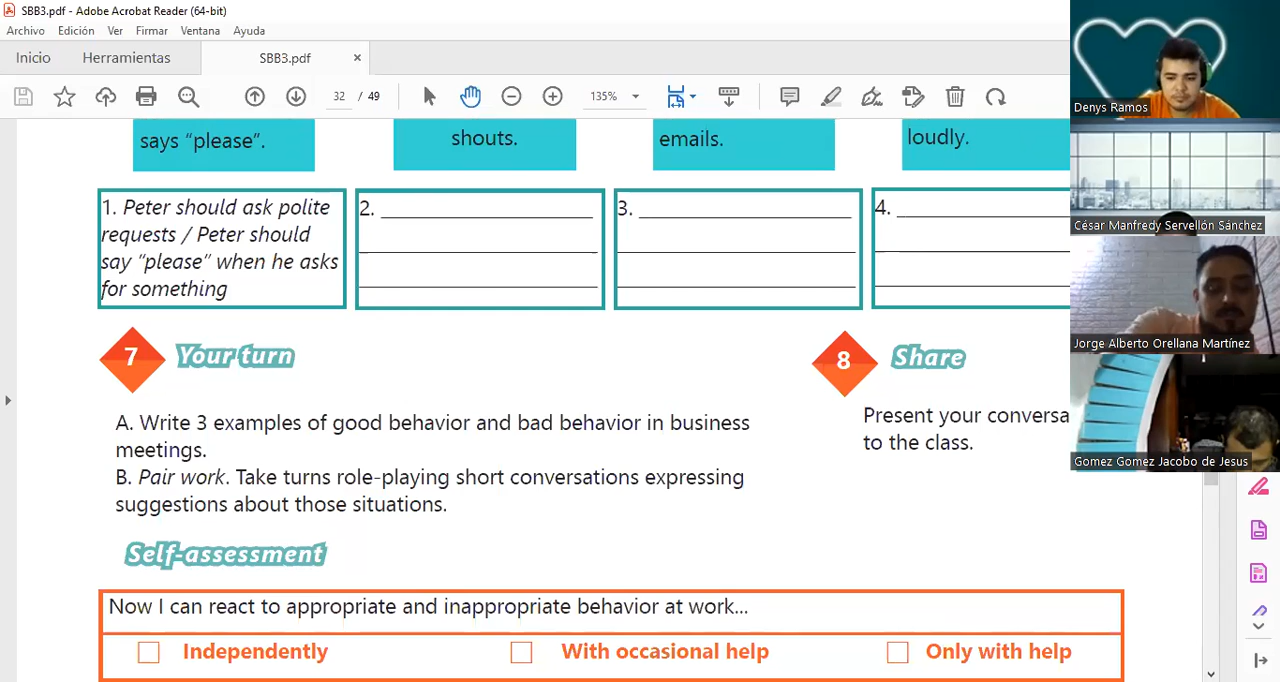 SBB3.pdf - Adobe Acrobat Reader (64-bit)
Archivo Edición Ver Firmar Ventana Ayuda
Inicio Herramientas SBB3.pdf ×
32 / 49 135%
says “please”. shouts. emails. loudly.
1. Peter should ask polite
requests / Peter should
say “please” when he asks
for something
2. ____________________
3. ____________________
4. ____________________
7 Your turn
A. Write 3 examples of good behavior and bad behavior in business
meetings.
B. Pair work. Take turns role-playing short conversations expressing
suggestions about those situations.
8 Share
Present your conversa
to the class.
Self-assessment
Now I can react to appropriate and inappropriate behavior at work...
Independently With occasional help Only with help
Denys Ramos
César Manfredy Servellón Sánchez
Jorge Alberto Orellana Martínez
Gomez Gomez Jacobo de Jesus